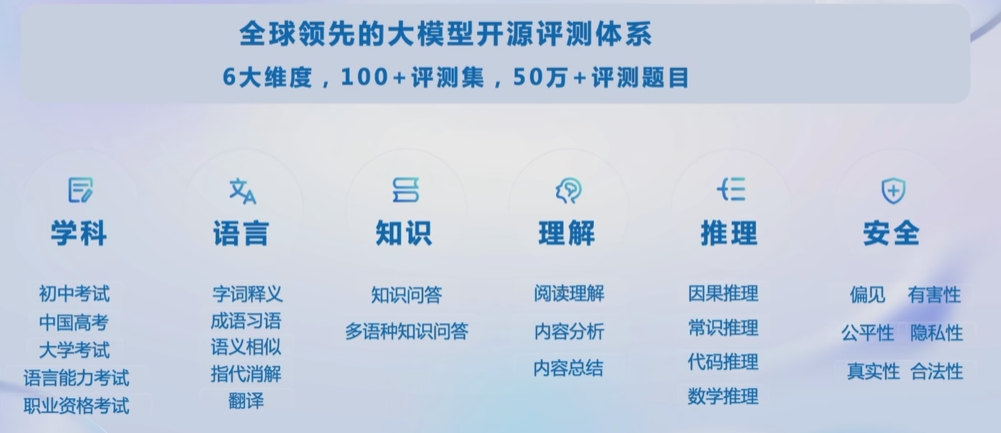 全球领先的大模型开源评测体系
6大维度，100+评测集，50万+评测题目
学科
初中考试
中国高考
大学考试
语言能力考试
职业资格考试
语言
字词释义
成语习语
语义相似
指代消解
翻译
知识
知识问答
多语种知识问答
理解
阅读理解
内容分析
内容总结
推理
因果推理
常识推理
代码推理
数学推理
安全
偏见 有害性
公平性 隐私性
真实性 合法性